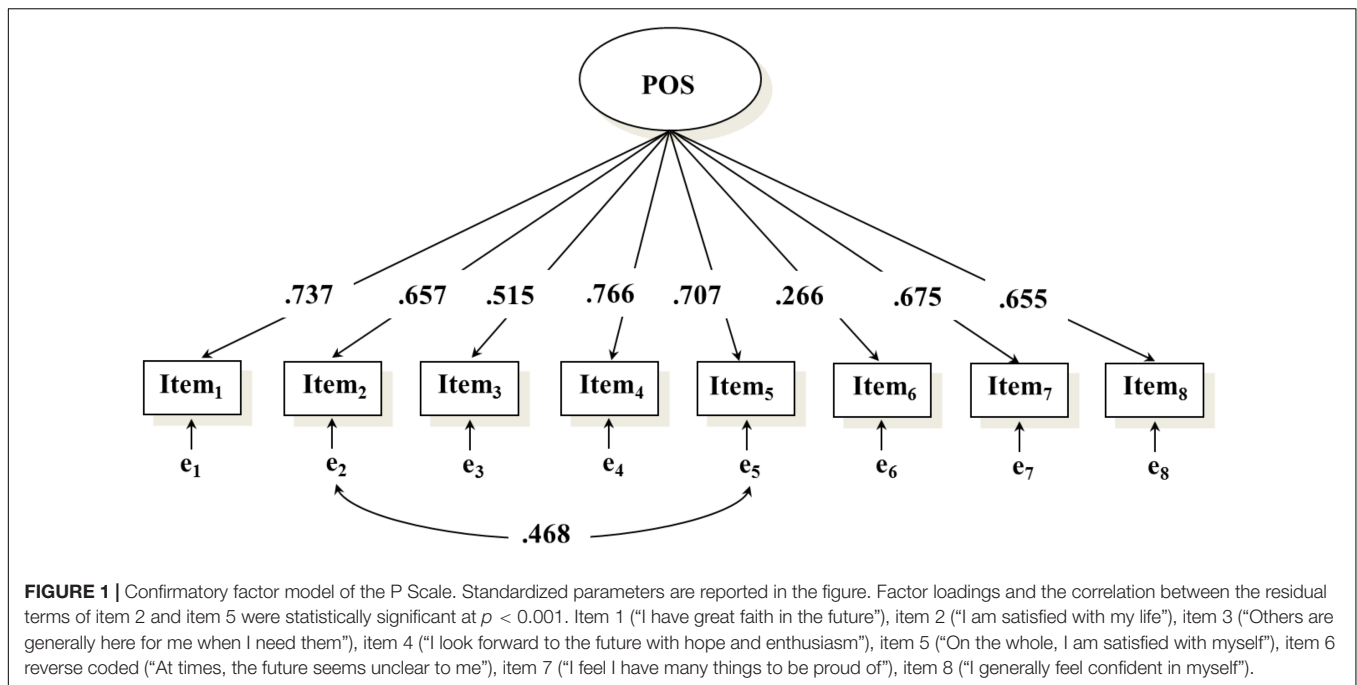 POS
.737 .657 .515 .766 .707 .266 .675 .655
Item1 Item2 Item3 Item4 Item5 Item6 Item7 Item8
e1 e2 e3 e4 e5 e6 e7 e8
.468
FIGURE 1 | Confirmatory factor model of the P Scale. Standardized parameters are reported in the figure. Factor loadings and the correlation between the residual
terms of item 2 and item 5 were statistically significant at p < 0.001. Item 1 (“I have great faith in the future”), item 2 (“I am satisfied with my life”), item 3 (“Others are
generally here for me when I need them”), item 4 (“I look forward to the future with hope and enthusiasm”), item 5 (“On the whole, I am satisfied with myself”), item 6
reverse coded (“At times, the future seems unclear to me”), item 7 (“I feel I have many things to be proud of”), item 8 (“I generally feel confident in myself”).